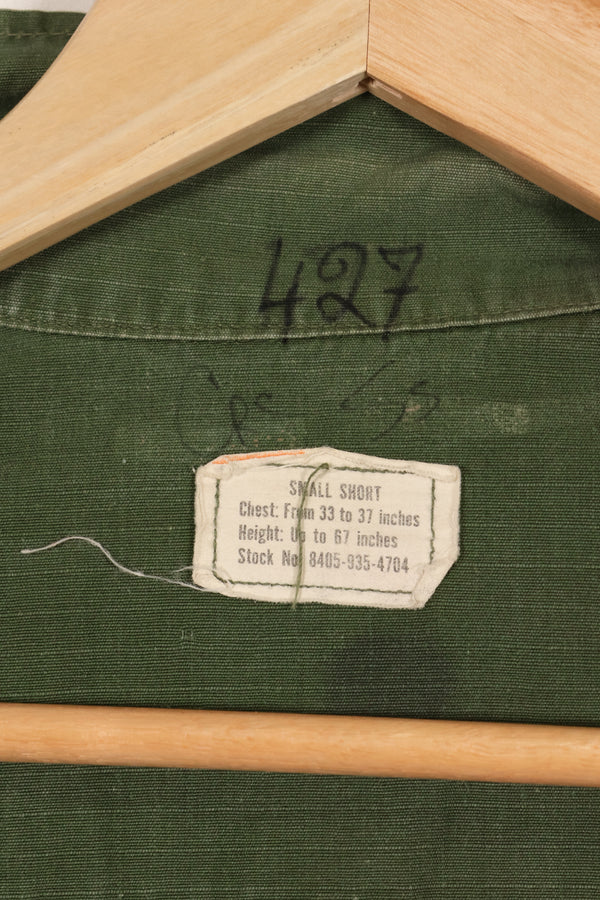 427
SMALL SHORT
Chest: From 33 to 37 inches
Height: Up to 67 inches
Stock No. 8405-935-4704